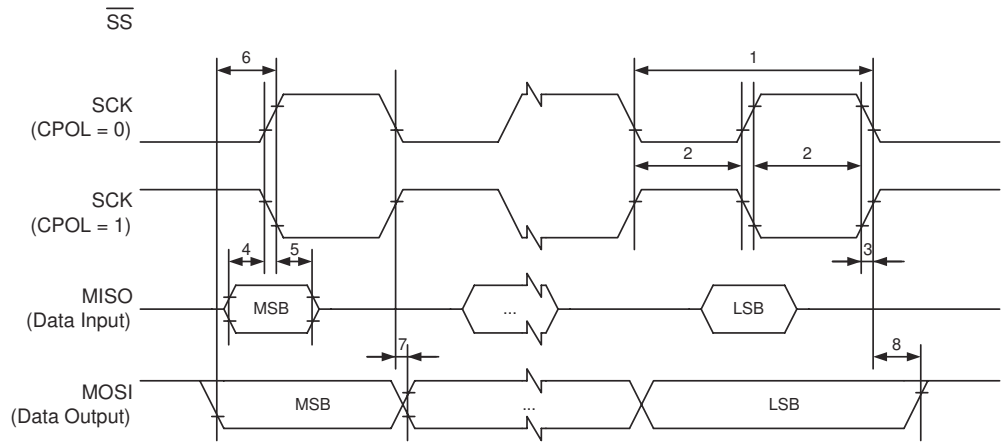 SS
6
1
SCK
(CPOL = 0)
2
2
SCK
(CPOL = 1)
4
5
3
MISO
(Data Input)
MSB
...
LSB
7
8
MOSI
(Data Output)
MSB
...
LSB